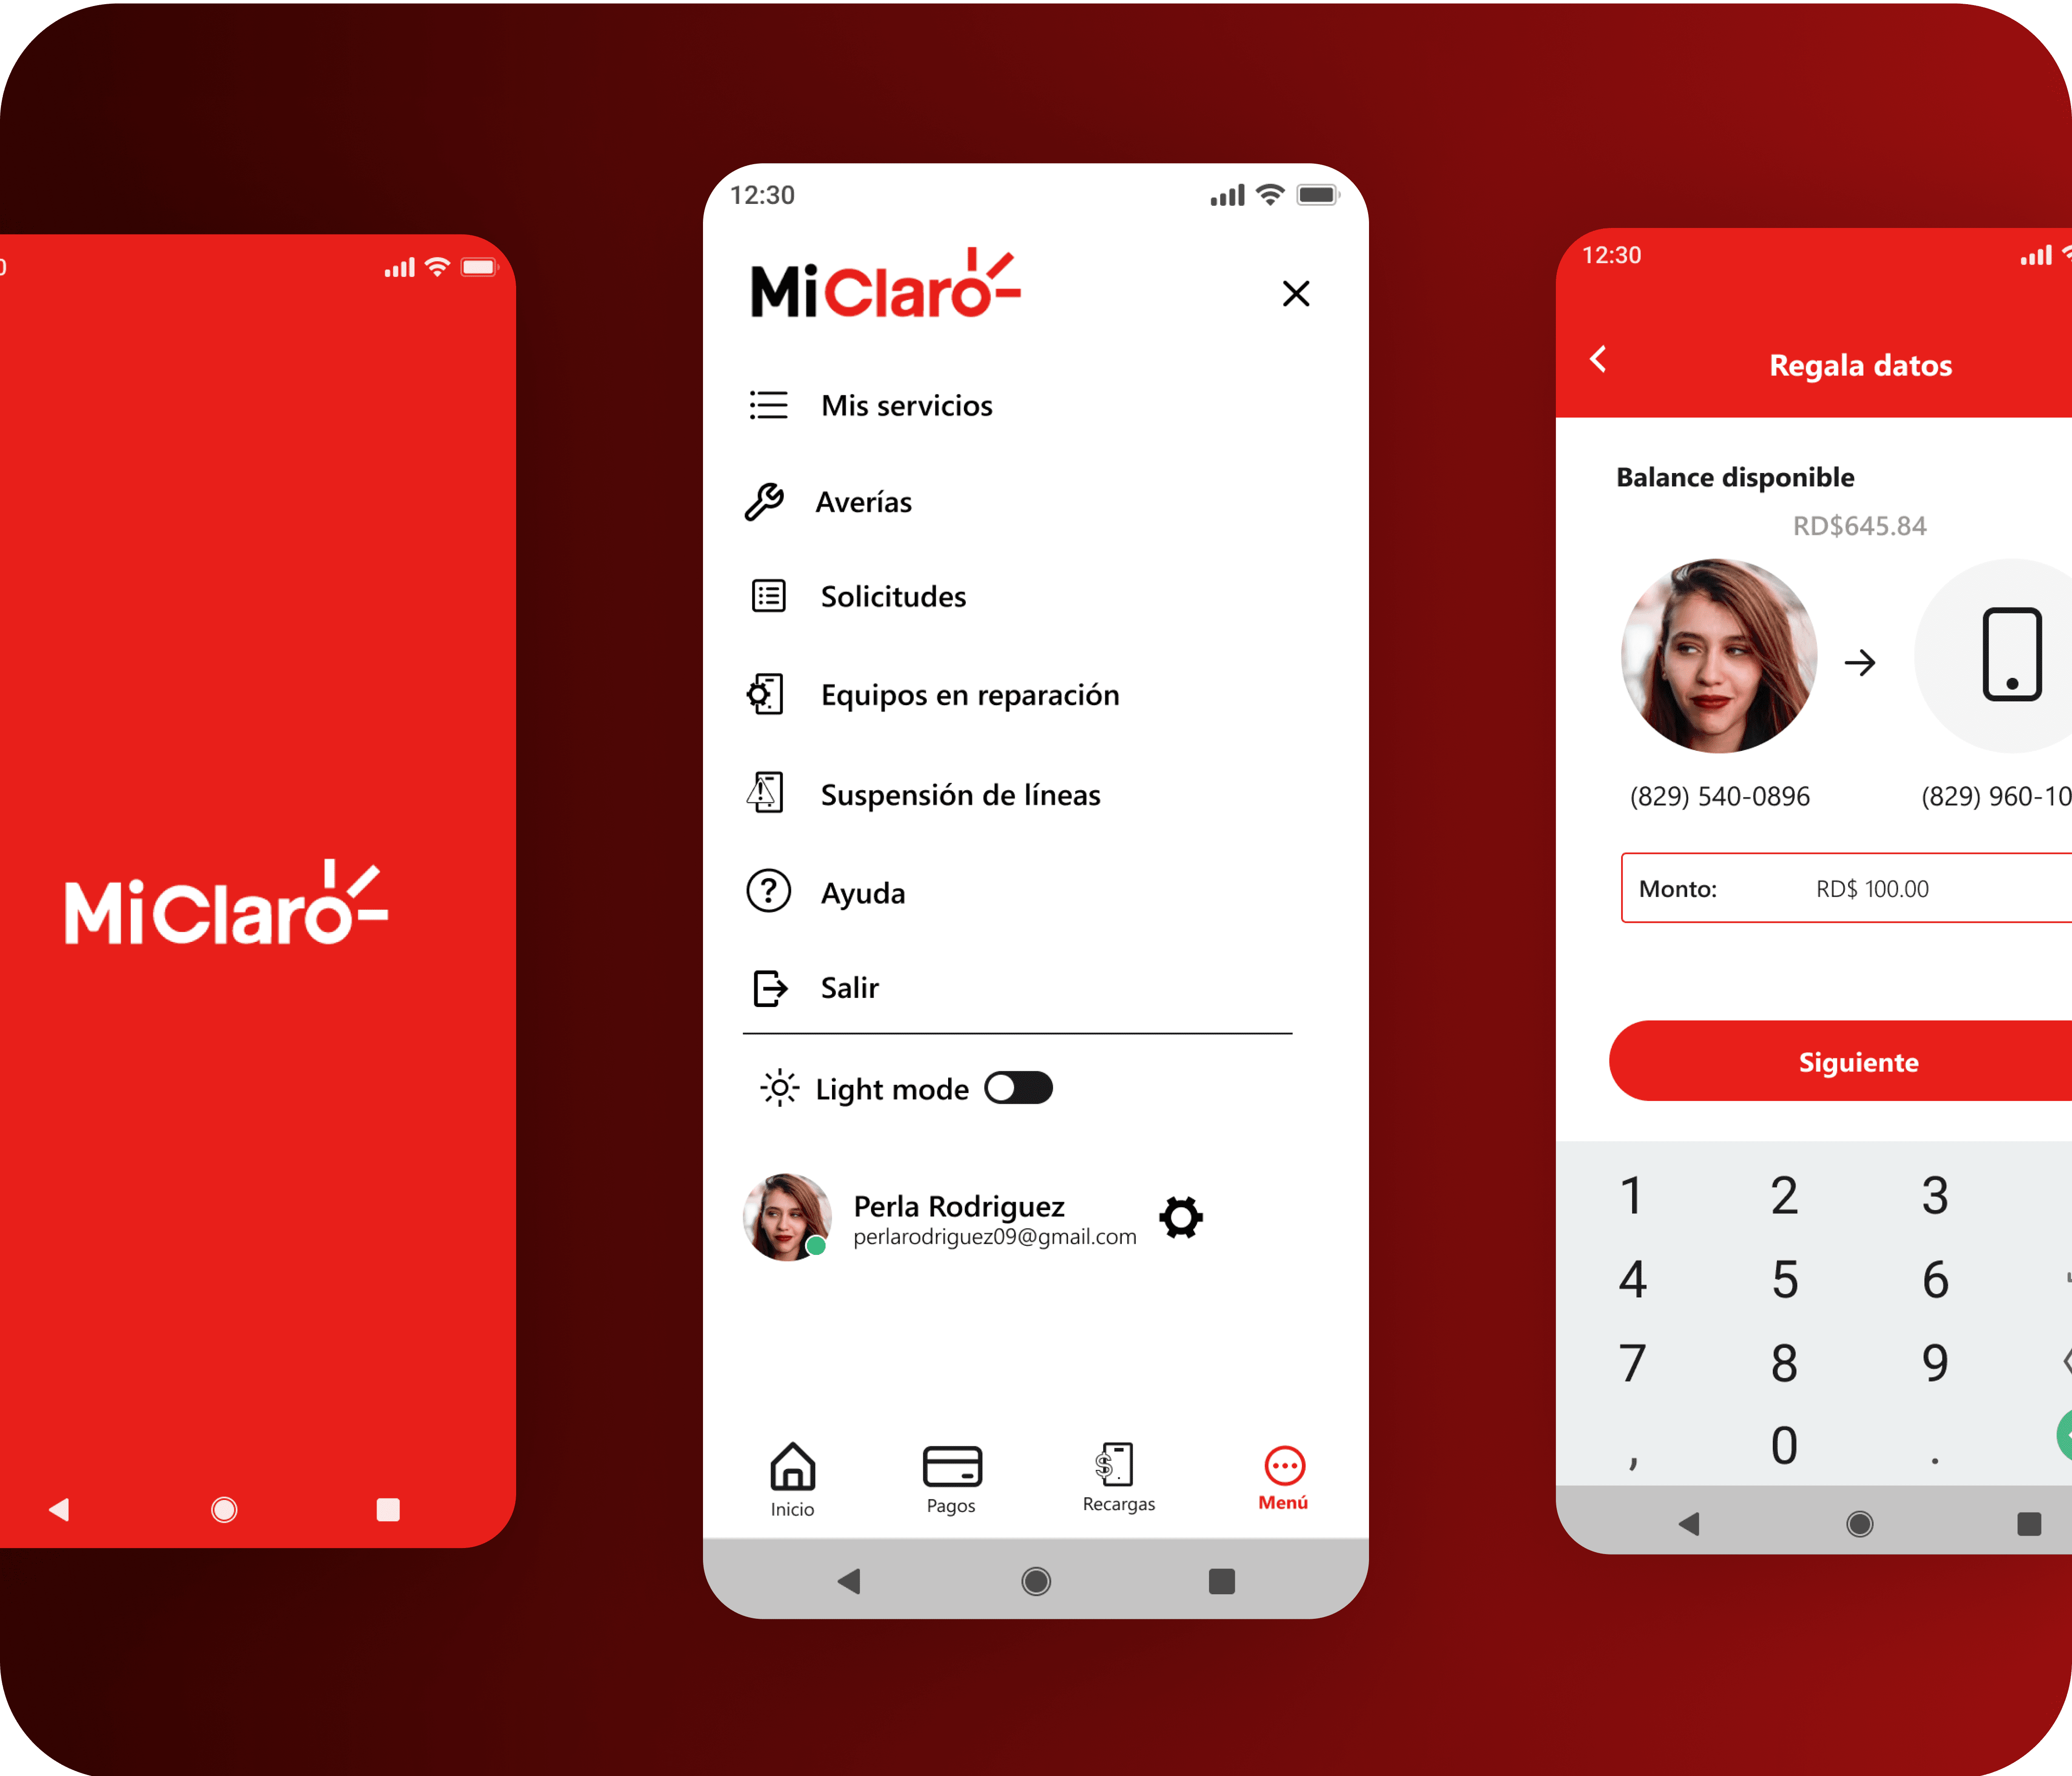 MiClaro
12:30
MiClaro
Mis servicios
Averías
Solicitudes
Equipos en reparación
Suspensión de líneas
Ayuda
Salir
Light mode
Perla Rodriguez
perlarodriguez09@gmail.com
Inicio
Pagos
Recargas
Menú
12:30
Regala datos
Balance disponible
RD$645.84
(829) 540-0896
(829) 960-10
Monto: RD$ 100.00
Siguiente
1 2 3
4 5 6
7 8 9
, 0 .